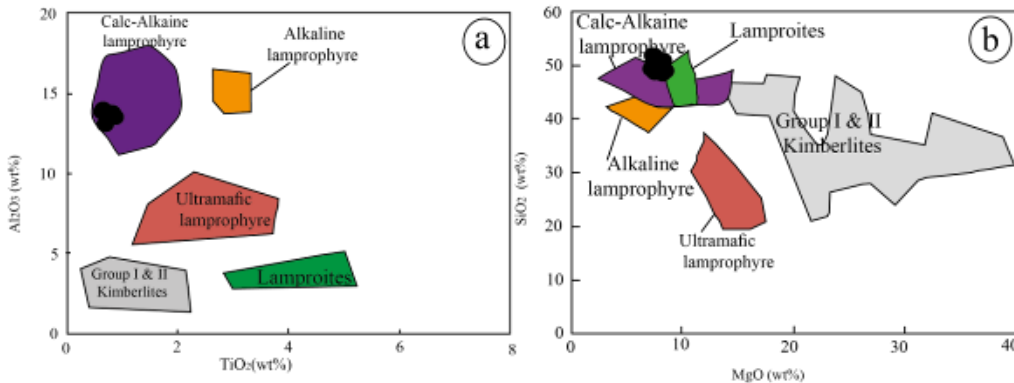 Calc-Alkaine
lamprophyre
Alkaline
lamprophyre
a
Ultramafic
lamprophyre
Group I & II
Kimberlites
Lamproites
20
15
10
5
0
0
2
4
6
8
Al2O3 (wt%)
TiO2(wt%)
Calc-Alkaine
lamprophyre
Lamproites
b
Group I & II
Kimberlites
Alkaline
lamprophyre
Ultramafic
lamprophyre
60
50
40
30
20
10
0
0
10
20
30
40
SiO2 (wt%)
MgO (wt%)